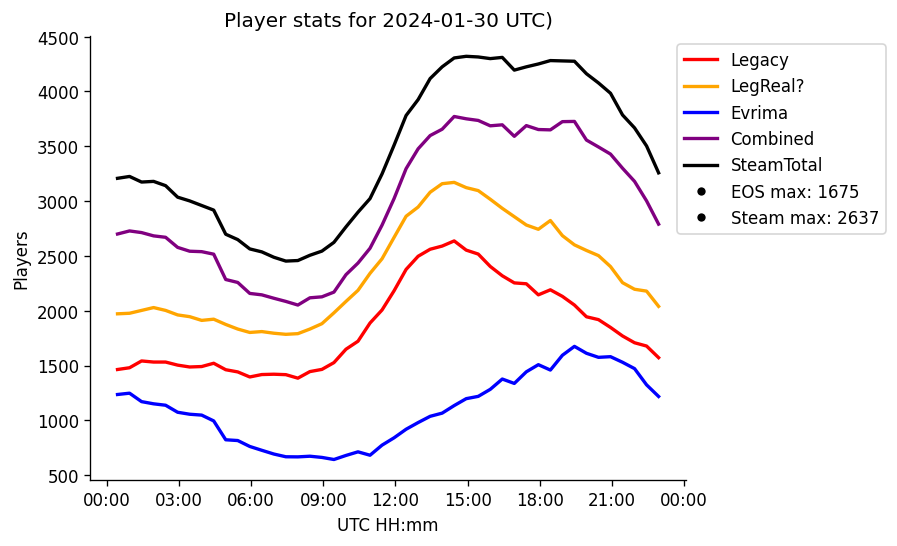 Player stats for 2024-01-30 UTC)
4500
4000
3500
3000
2500
2000
1500
1000
500
Players
00:00 03:00 06:00 09:00 12:00 15:00 18:00 21:00 00:00
UTC HH:mm
Legacy
LegReal?
Evrima
Combined
SteamTotal
EOS max: 1675
Steam max: 2637